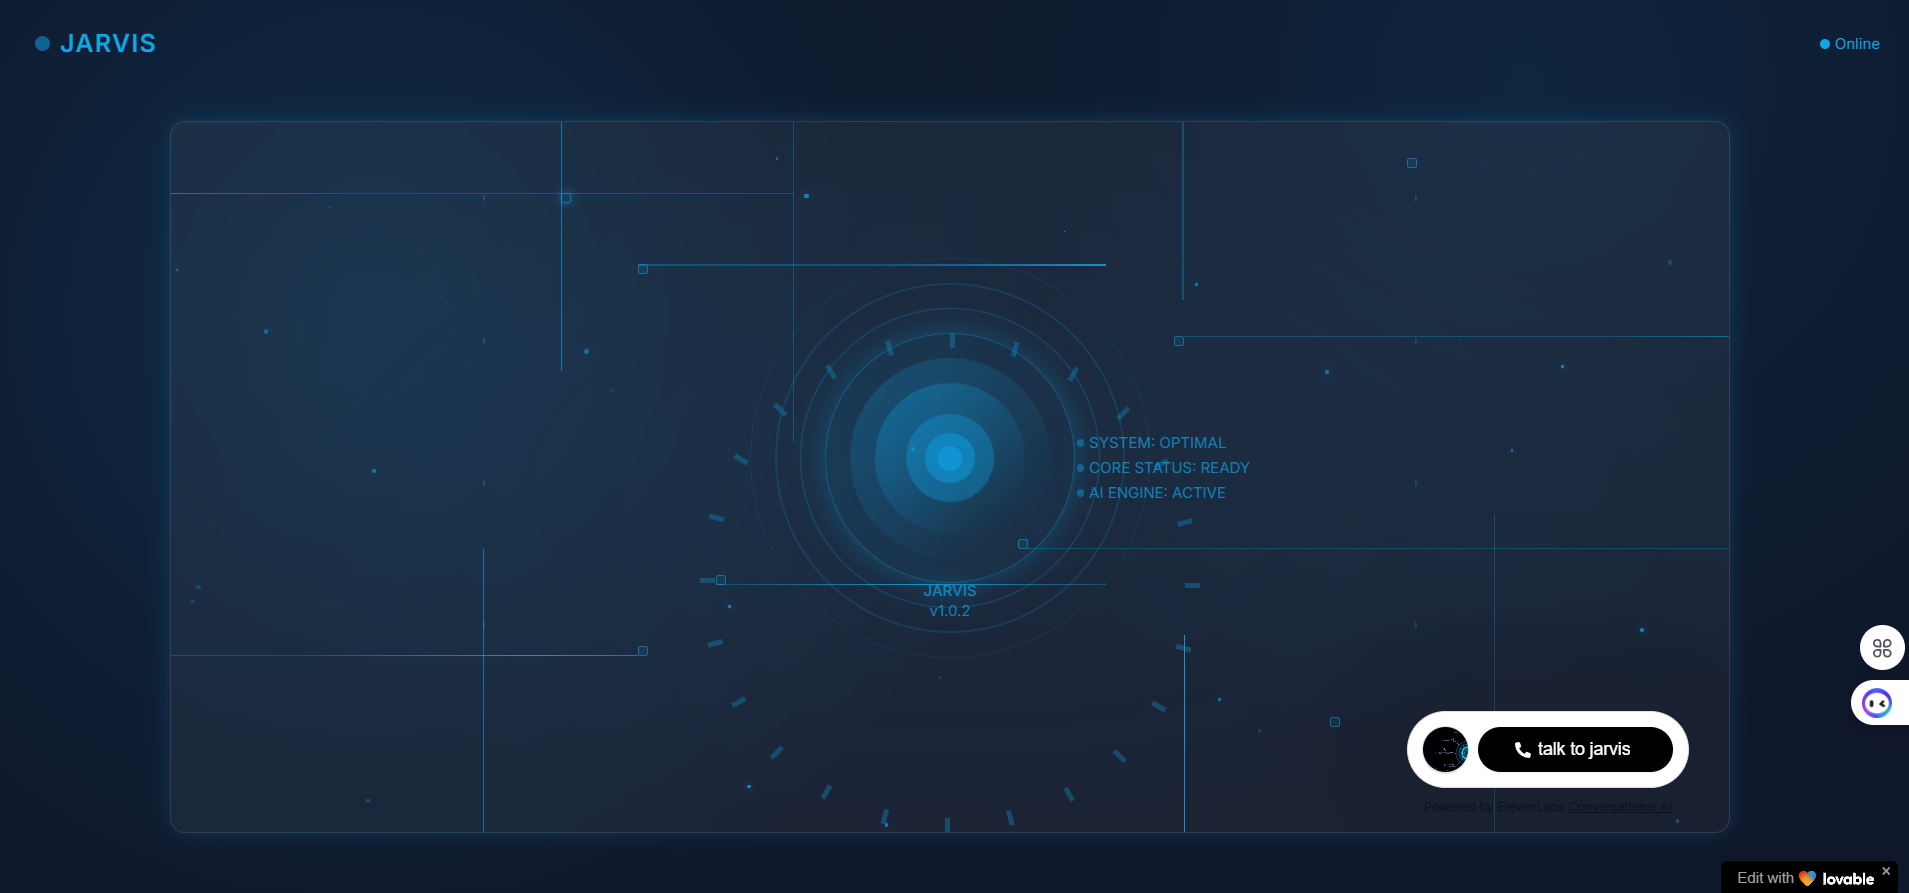 JARVIS
Online
SYSTEM: OPTIMAL
CORE STATUS: READY
AI ENGINE: ACTIVE
JARVIS
v1.0.2
talk to jarvis
Powered by ElevenLabs Conversational AI
Edit with lovable